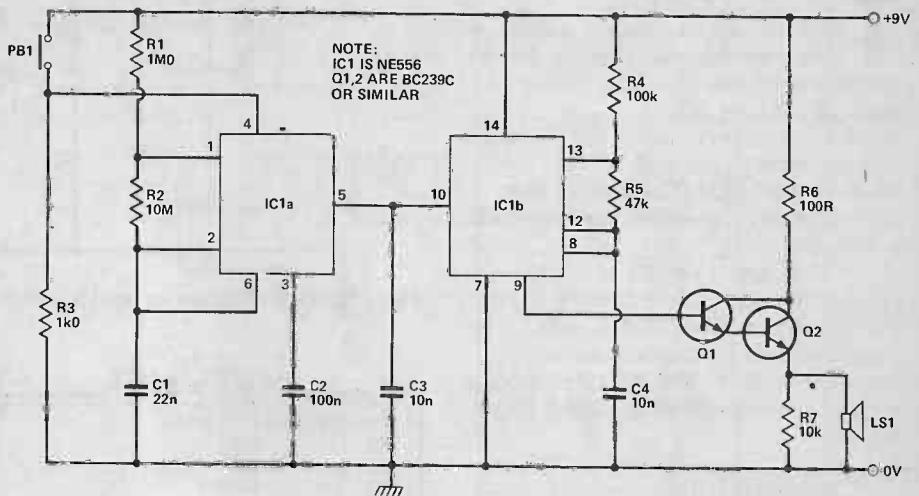 +9V
PB1
R1
1M0
NOTE:
IC1 IS NE556
Q1,2 ARE BC239C
OR SIMILAR
R4
100k
4
14
1
13
R2
10M
IC1a
5
10
IC1b
R5
47k
R6
100R
2
12
8
6
3
7
9
R3
1k0
Q1
Q2
C1
22n
C2
100n
C3
10n
C4
10n
R7
10k
LS1
0V